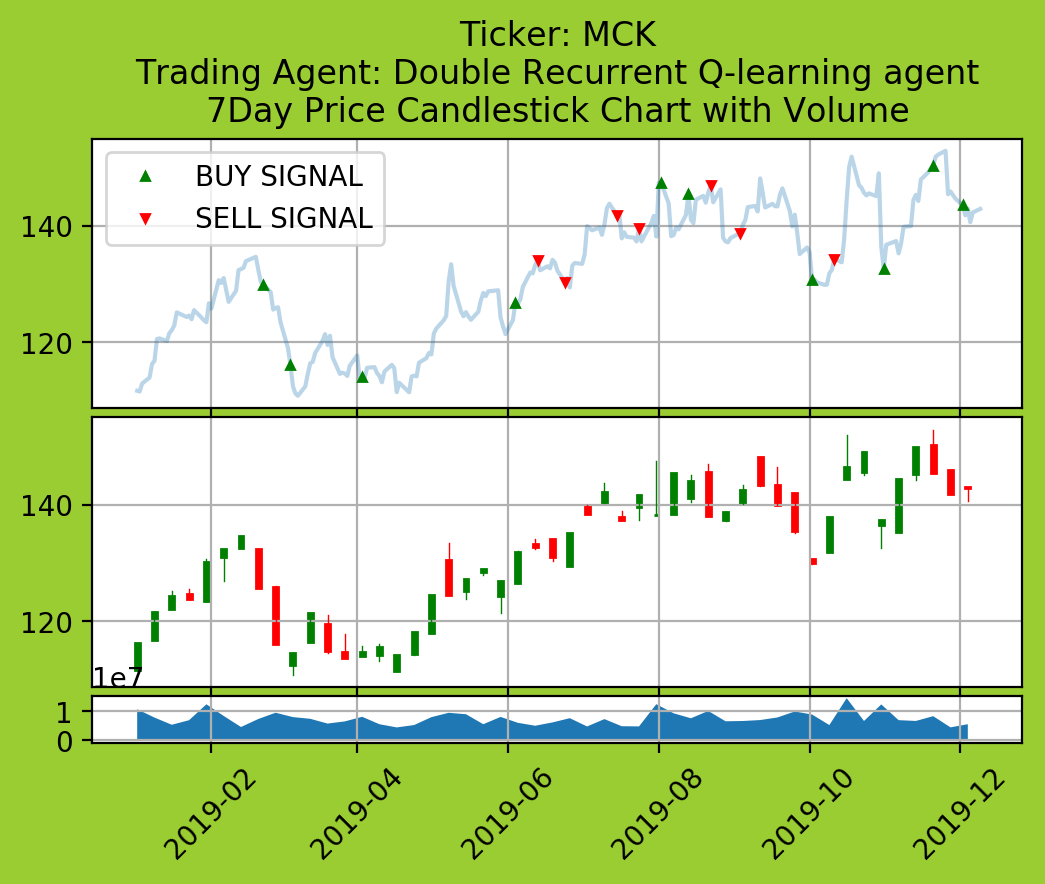 Ticker: MCK
Trading Agent: Double Recurrent Q-learning agent
7Day Price Candlestick Chart with Volume
BUY SIGNAL
SELL SIGNAL
140
120
140
120
1e7
1
0
2019-02
2019-04
2019-06
2019-08
2019-10
2019-12